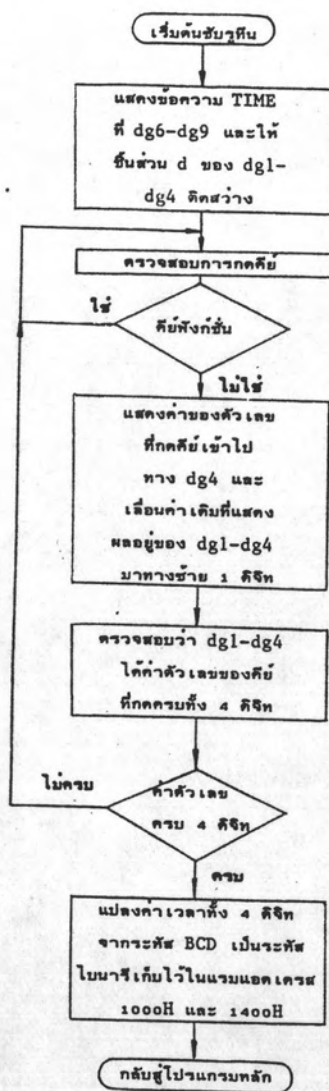 เริ่มต้นซับรูทีน
แสดงข้อความ TIME
ที่ dg6-dg9 และให้
ชิ้นส่วน d ของ dg1-
dg4 ติดสว่าง
ตรวจสอบการกดคีย์
ใช่
คีย์ฟังก์ชั่น
ไม่ใช่
แสดงค่าของตัวเลข
ที่กดคีย์เข้าไป
ทาง dg4 และ
เลื่อนค่าเดิมที่แสดง
ผลอยู่ของ dg1-dg4
มาทางซ้าย 1 ดิจิท
ตรวจสอบว่า dg1-dg4
ได้ค่าตัวเลขของคีย์
ที่กดครบทั้ง 4 ดิจิท
ไม่ครบ
ค่าตัวเลข
ครบ 4 ดิจิท
ครบ
แปลงค่าเวลาทั้ง 4 ดิจิท
จากรหัส BCD เป็นรหัส
ไบนารีเก็บไว้ในแรมแอดเดรส
1000H และ 1400H
กลับสู่โปรแกรมหลัก